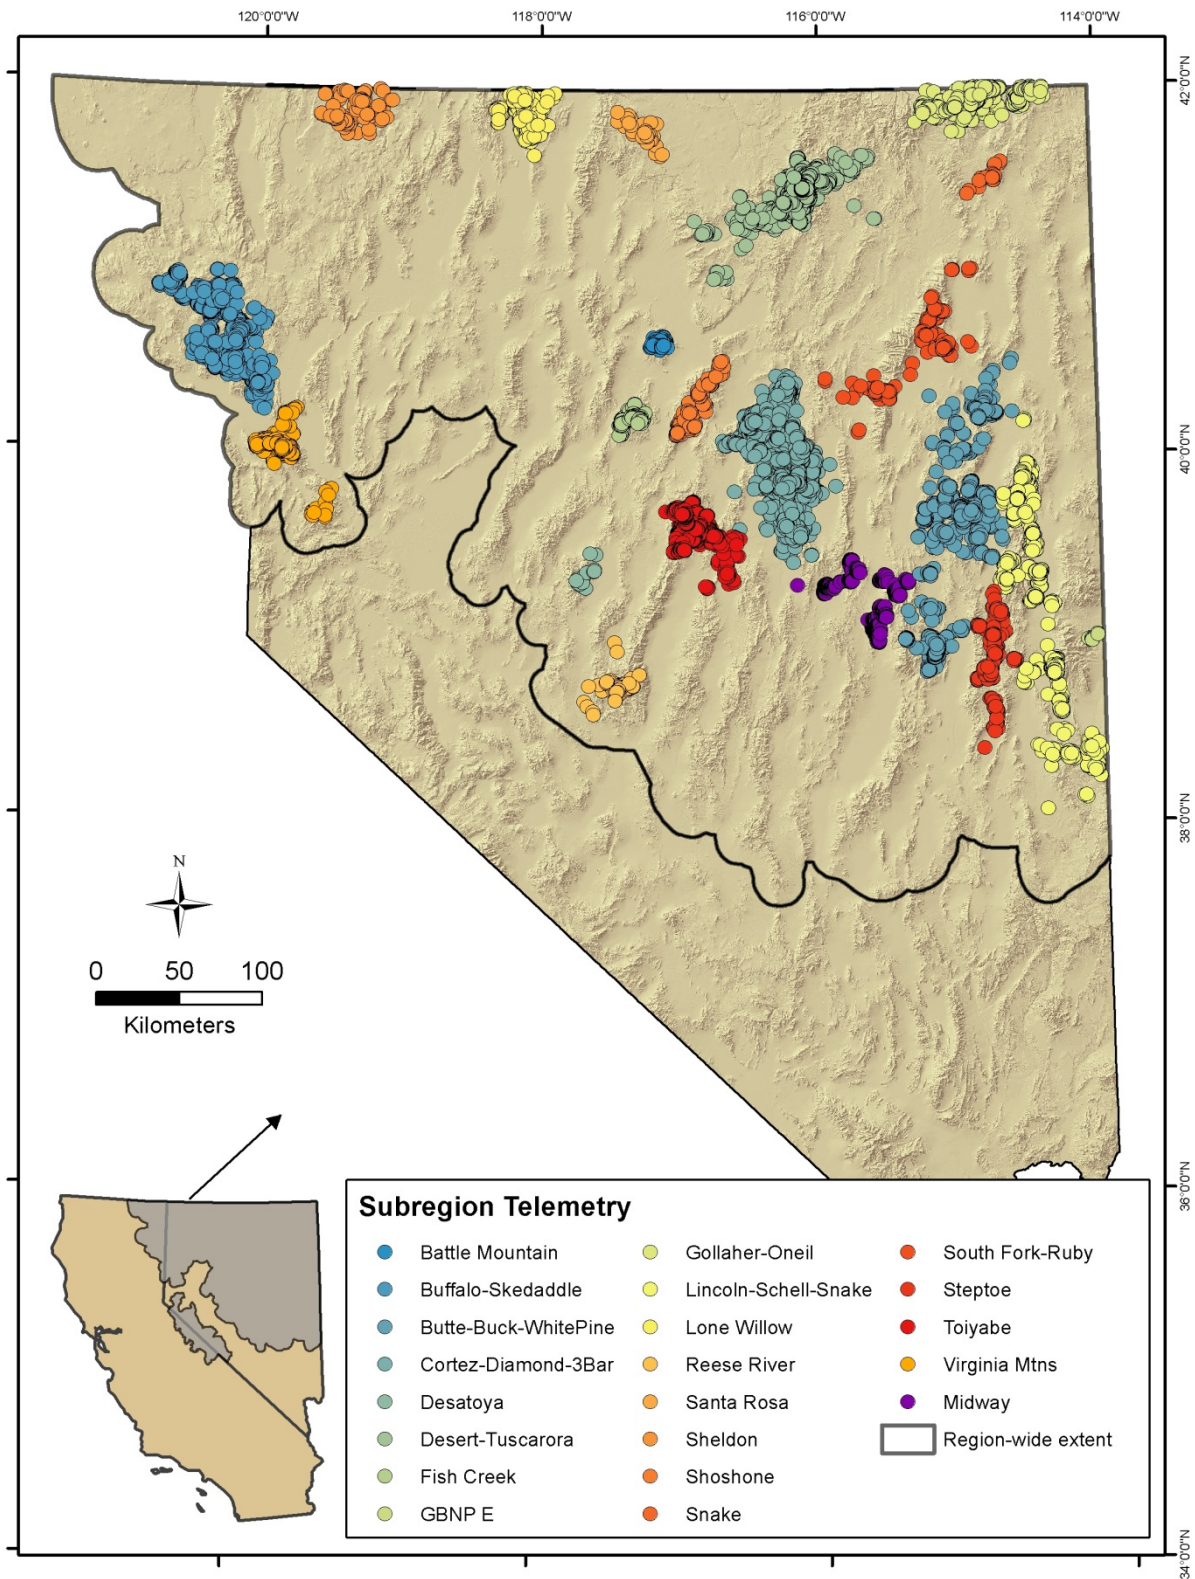 120°0'0"W 118°0'0"W 116°0'0"W 114°0'0"W
42°0'0"N
40°0'0"N
38°0'0"N
N
0 50 100
Kilometers
36°0'0"N
Subregion Telemetry
Battle Mountain
Buffalo-Skedaddle
Butte-Buck-WhitePine
Cortez-Diamond-3Bar
Desatoya
Desert-Tuscarora
Fish Creek
GBNP E
Gollaher-Oneil
Lincoln-Schell-Snake
Lone Willow
Reese River
Santa Rosa
Sheldon
Shoshone
Snake
South Fork-Ruby
Steptoe
Toiyabe
Virginia Mtns
Midway
Region-wide extent
34°0'0"N